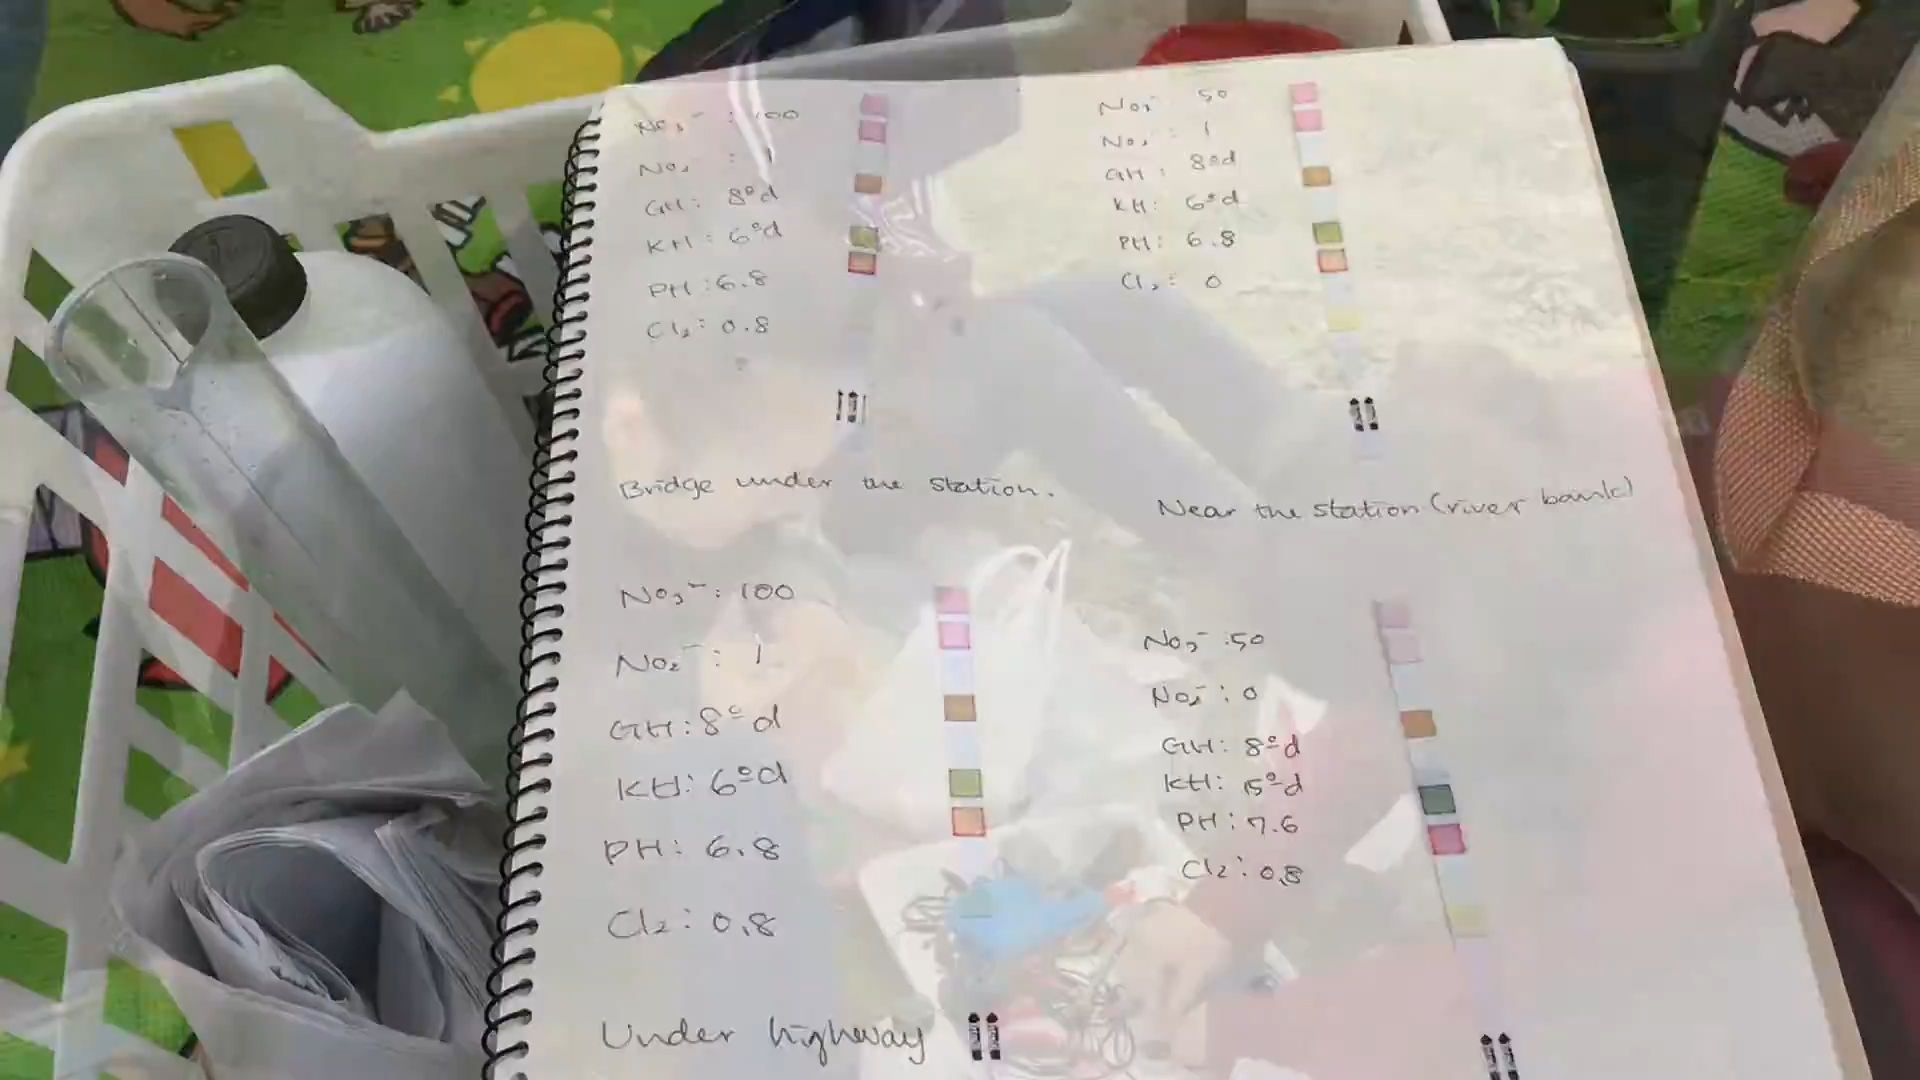 NO3- : 100
NO2- : 1
GH: 8°d
KH: 6°d
PH: 6.8
Cl2: 0.8
Bridge under the station.
NO3- 50
NO2- : 1
GH: 8°d
KH: 6°d
PH: 6.8
Cl2: 0
Near the station (river bank)
NO3-: 100
NO2-: 1
GH: 8°d
KH: 6°d
PH: 6.8
Cl2: 0.8
Under highway
NO3- :50
NO2-: 0
GH: 8°d
KH: 15°d
PH: 7.6
Cl2: 0.8